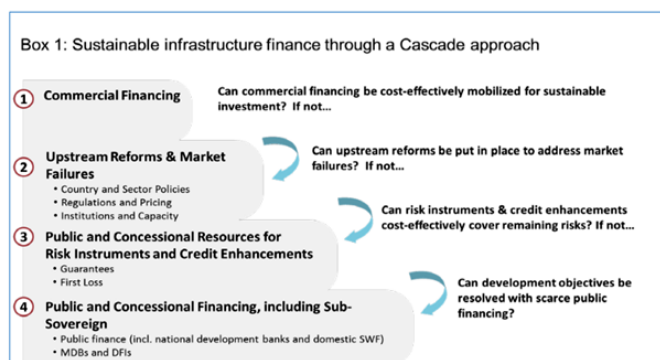 Box 1: Sustainable infrastructure finance through a Cascade approach
1 Commercial Financing
Can commercial financing be cost-effectively mobilized for sustainable
investment? If not...
2 Upstream Reforms & Market
Failures
• Country and Sector Policies
• Regulations and Pricing
• Institutions and Capacity
Can upstream reforms be put in place to address market
failures? If not...
3 Public and Concessional Resources for
Risk Instruments and Credit Enhancements
• Guarantees
• First Loss
Can risk instruments & credit enhancements
cost-effectively cover remaining risks? If not...
4 Public and Concessional Financing, including Sub-
Sovereign
• Public finance (incl. national development banks and domestic SWF)
• MDBs and DFIs
Can development objectives be
resolved with scarce public
financing?